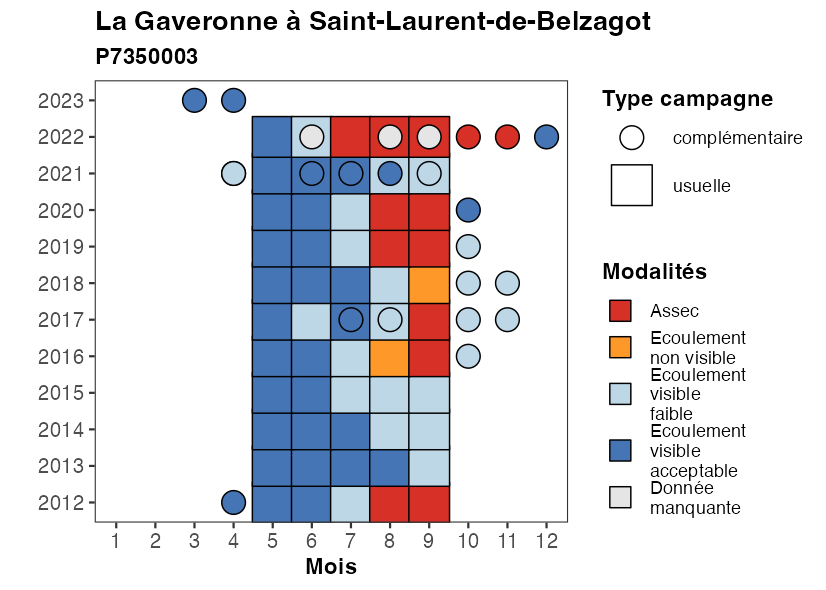 La Gaveronne à Saint-Laurent-de-Belzagot
P7350003
2023
2022
2021
2020
2019
2018
2017
2016
2015
2014
2013
2012
1 2 3 4 5 6 7 8 9 10 11 12
Mois
Type campagne
complémentaire
usuelle
Modalités
Assec
Ecoulement
non visible
Ecoulement
visible
faible
Ecoulement
visible
acceptable
Donnée
manquante